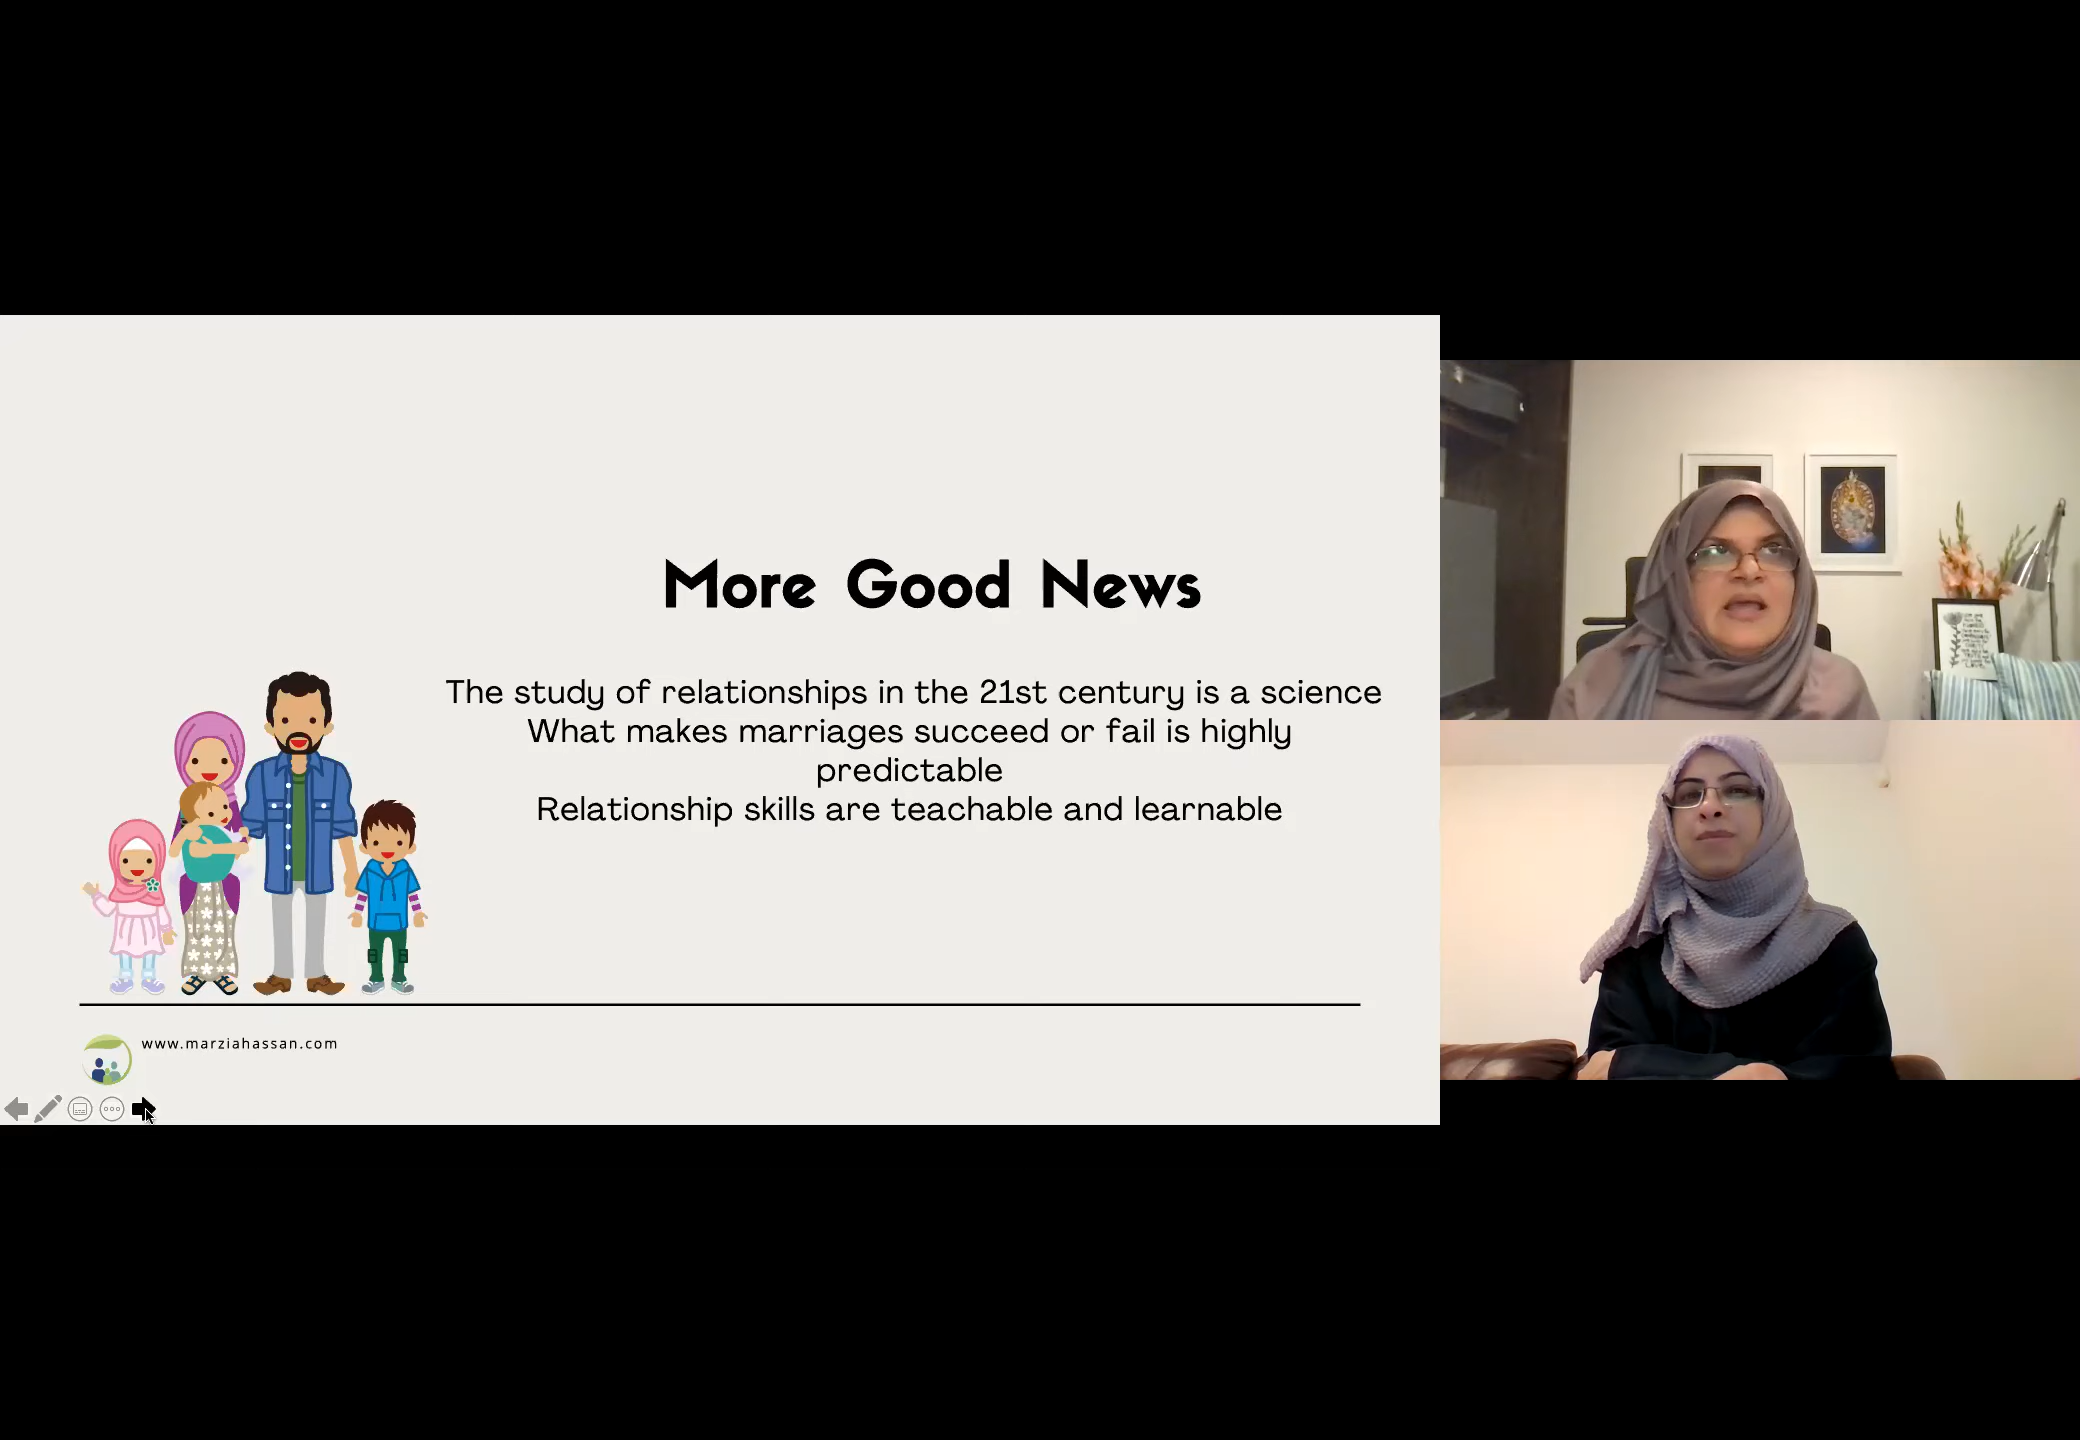 More Good News
The study of relationships in the 21st century is a science
What makes marriages succeed or fail is highly
predictable
Relationship skills are teachable and learnable
www.marziahassan.com